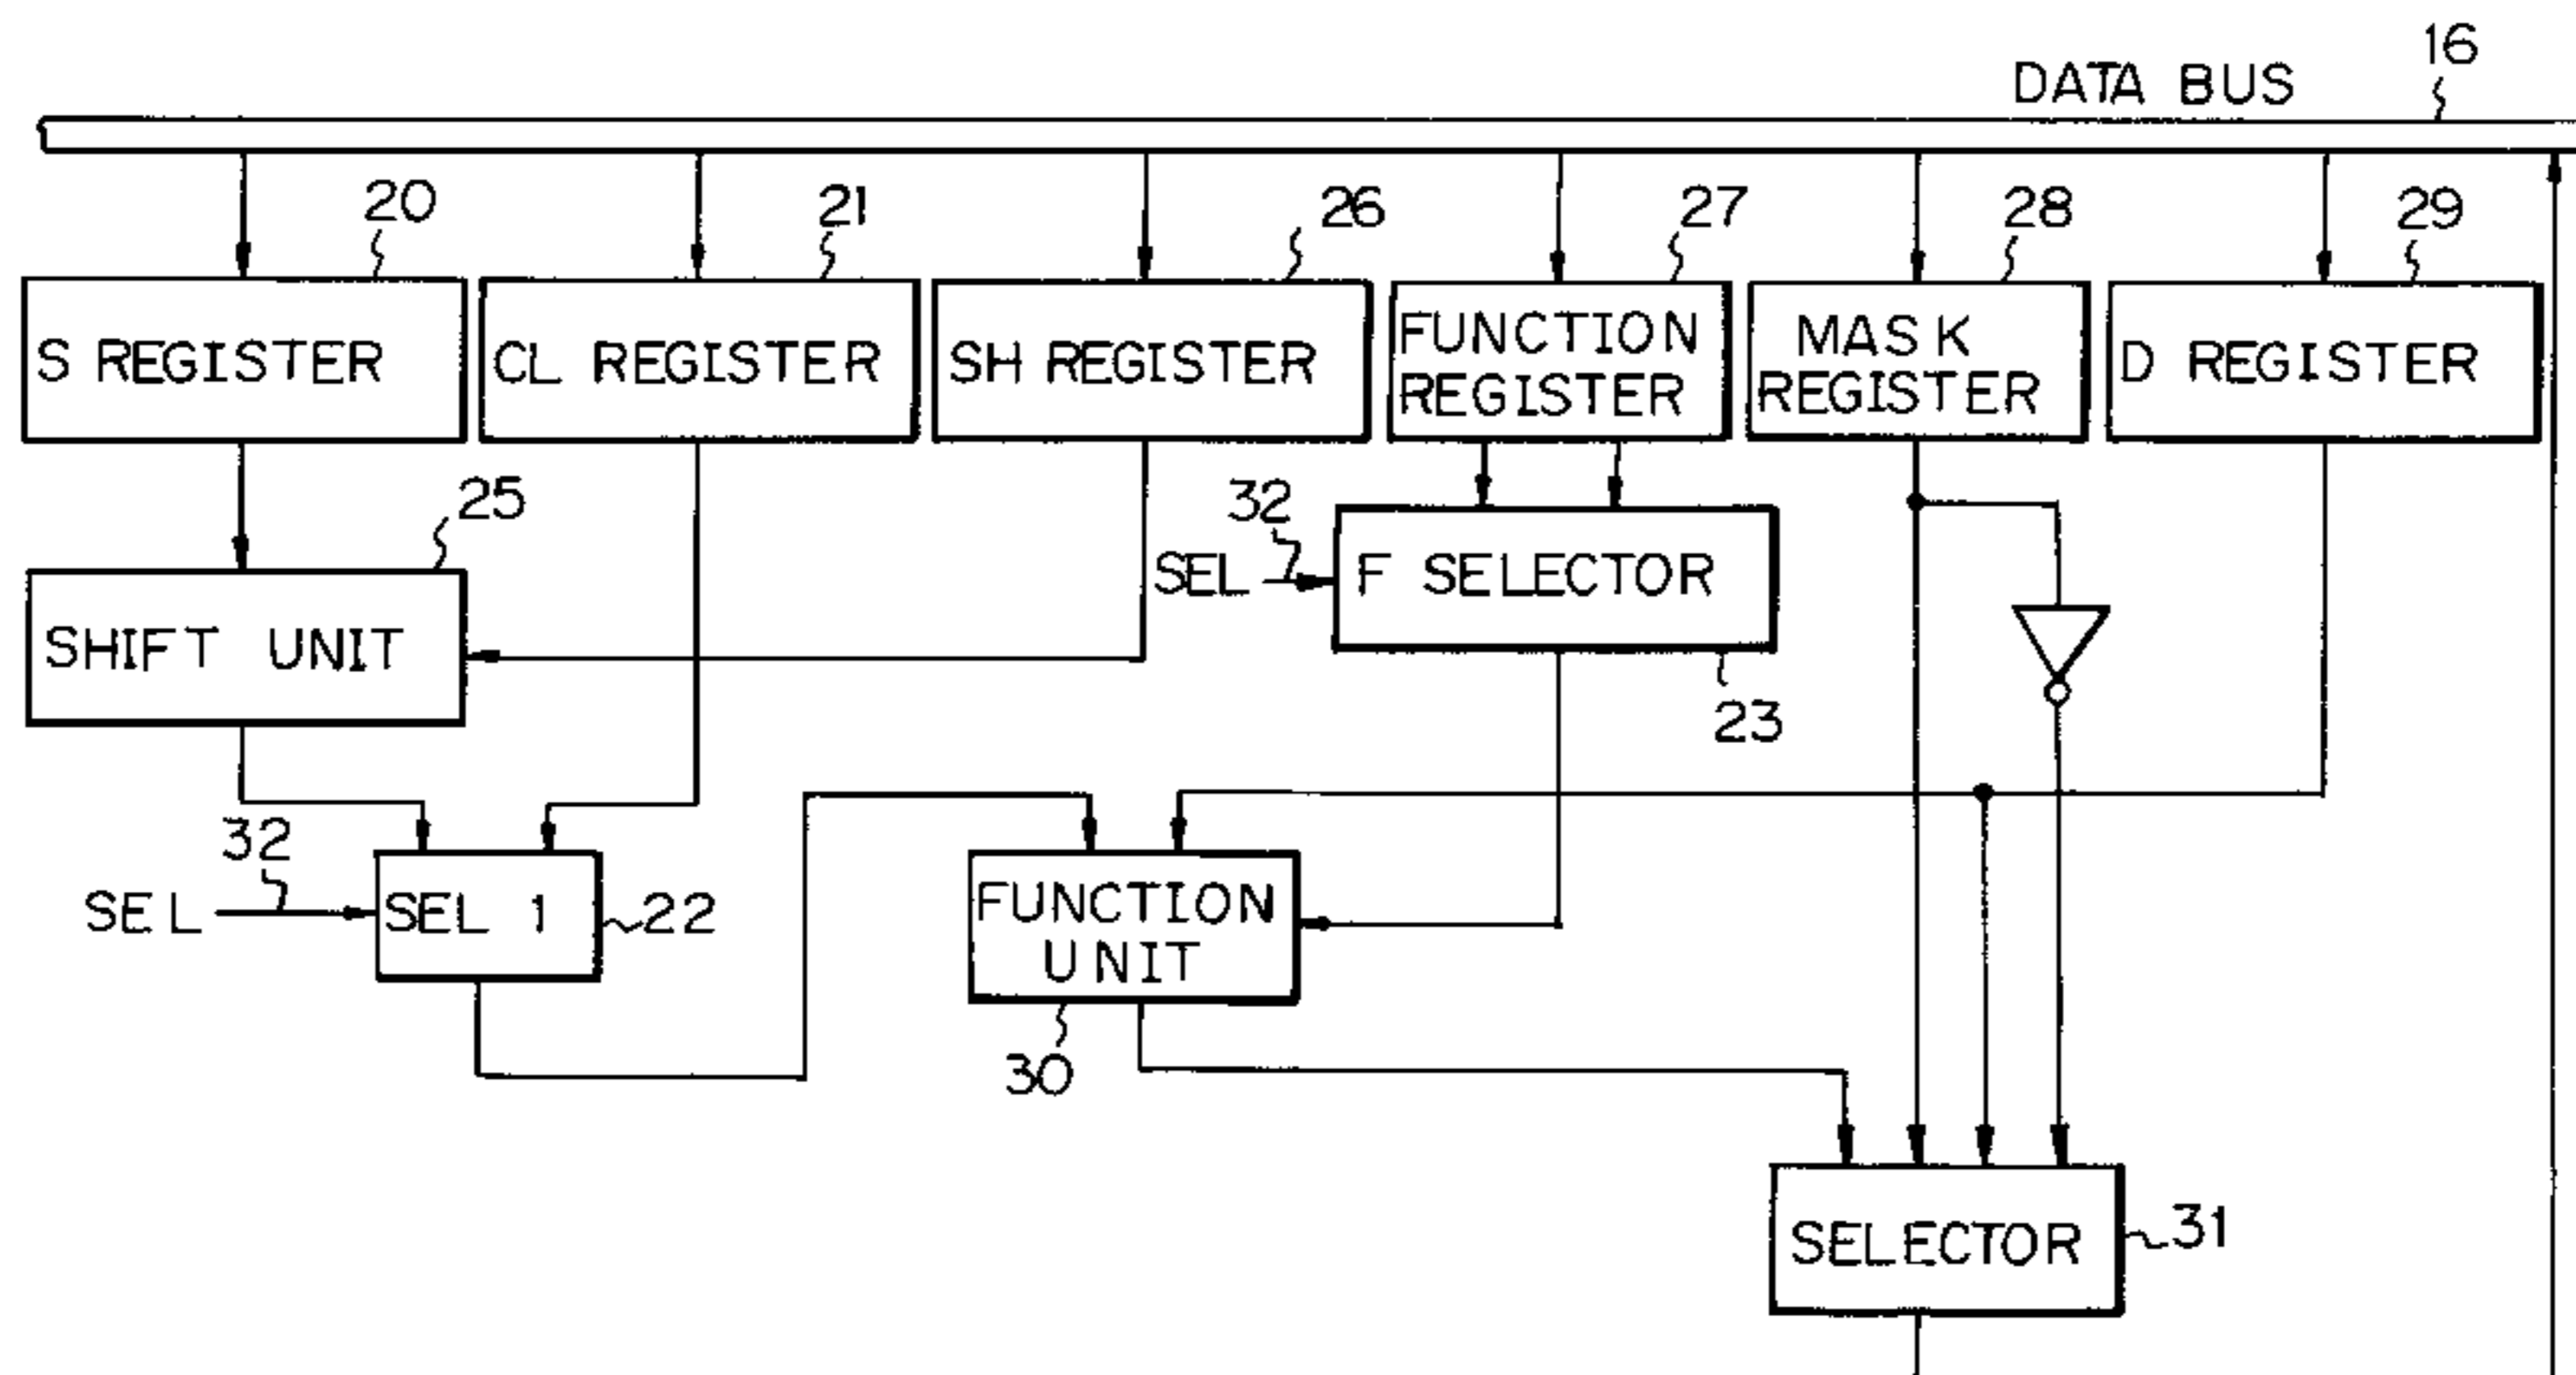 16
DATA BUS
20
21
26
27
28
29
S REGISTER
CL REGISTER
SH REGISTER
FUNCTION
REGISTER
MASK
REGISTER
D REGISTER
25
32
SEL
F SELECTOR
SHIFT UNIT
23
32
SEL
SEL 1
22
FUNCTION
UNIT
30
SELECTOR
31